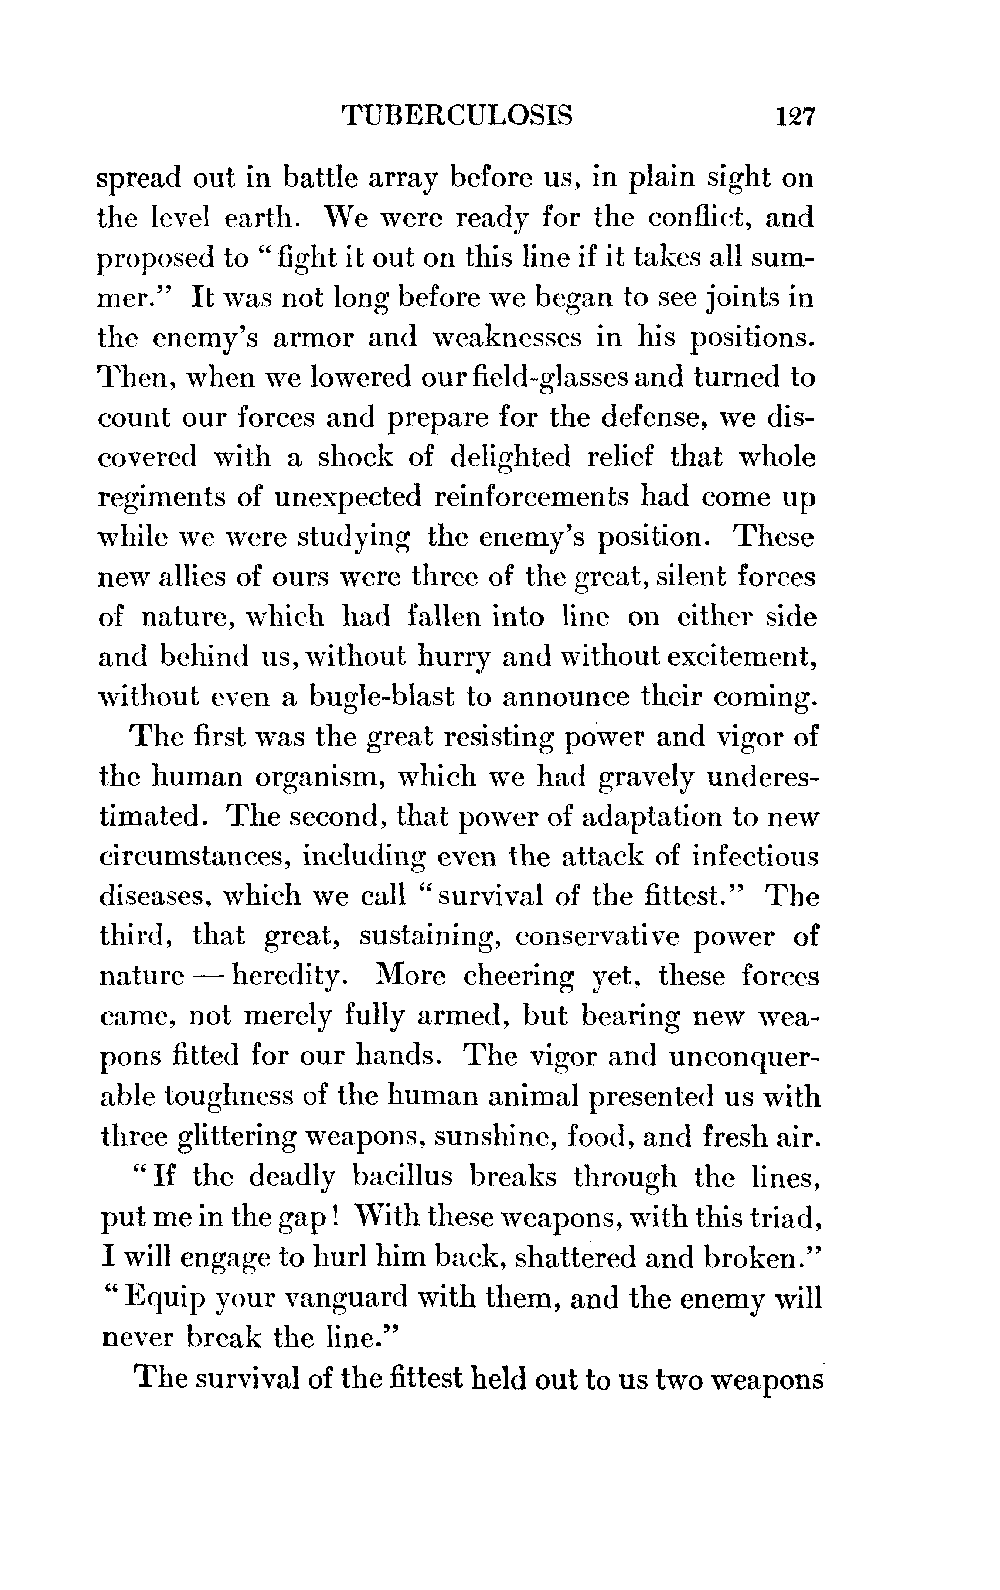 TUBERCULOSIS 127
spread out in battle array before us, in plain sight on
the level earth. We were ready for the conflict, and
proposed to “fight it out on this line if it takes all sum-
mer.” It was not long before we began to see joints in
the enemy’s armor and weaknesses in his positions.
Then, when we lowered our field-glasses and turned to
count our forces and prepare for the defense, we dis-
covered with a shock of delighted relief that whole
regiments of unexpected reinforcements had come up
while we were studying the enemy’s position. These
new allies of ours were three of the great, silent forces
of nature, which had fallen into line on either side
and behind us, without hurry and without excitement,
without even a bugle-blast to announce their coming.
The first was the great resisting power and vigor of
the human organism, which we had gravely underes-
timated. The second, that power of adaptation to new
circumstances, including even the attack of infectious
diseases, which we call “survival of the fittest.” The
third, that great, sustaining, conservative power of
nature — heredity. More cheering yet, these forces
came, not merely fully armed, but bearing new wea-
pons fitted for our hands. The vigor and unconquer-
able toughness of the human animal presented us with
three glittering weapons, sunshine, food, and fresh air.
“If the deadly bacillus breaks through the lines,
put me in the gap! With these weapons, with this triad,
I will engage to hurl him back, shattered and broken.”
“Equip your vanguard with them, and the enemy will
never break the line.”
The survival of the fittest held out to us two weapons